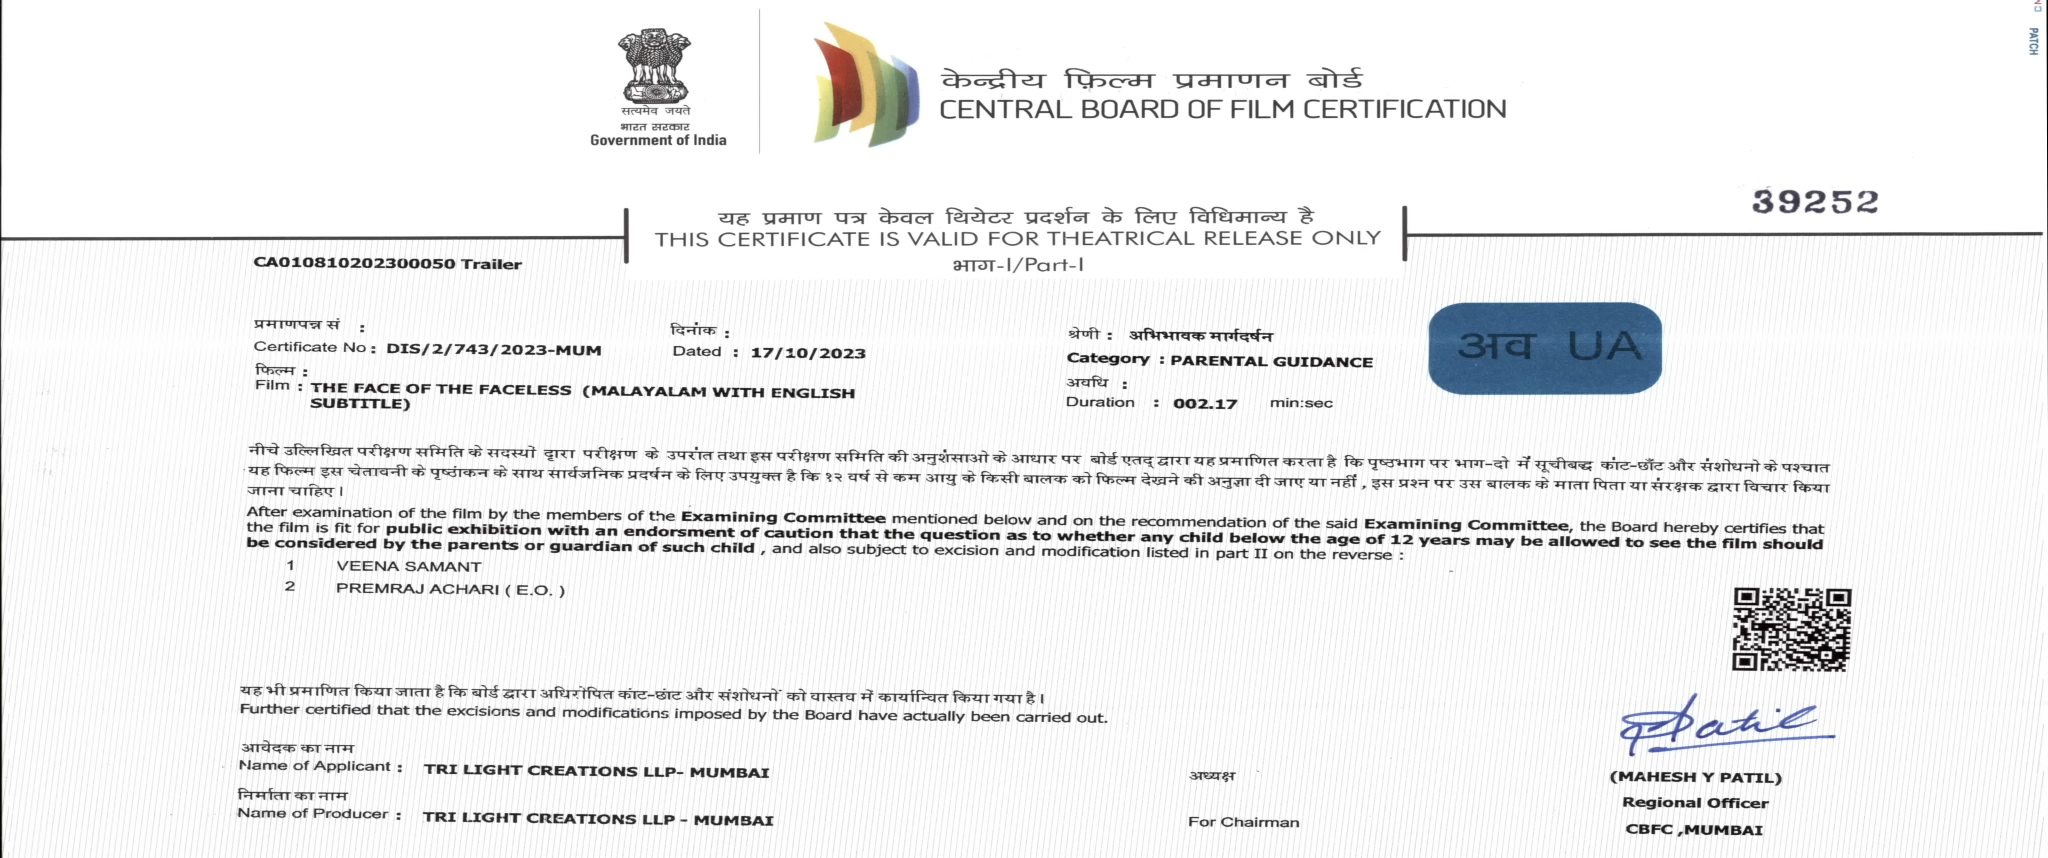 PATCH
सत्यमेव जयते
भारत सरकार
Government of India
केन्द्रीय फ़िल्म प्रमाणन बोर्ड
CENTRAL BOARD OF FILM CERTIFICATION
39252
यह प्रमाण पत्र केवल थियेटर प्रदर्शन के लिए विधिमान्य है
THIS CERTIFICATE IS VALID FOR THEATRICAL RELEASE ONLY
भाग-I/Part-I
CA010810202300050 Trailer
प्रमाणपत्र सं :
दिनांक :
श्रेणी : अभिभावक मार्गदर्षन
अव UA
Certificate No : DIS/2/743/2023-MUM
Dated : 17/10/2023
Category : PARENTAL GUIDANCE
फिल्म :
अवधि :
Film : THE FACE OF THE FACELESS (MALAYALAM WITH ENGLISH
SUBTITLE)
Duration : 002.17 min:sec
नीचे उल्लिखित परीक्षण समिति के सदस्यों द्वारा परीक्षण के उपरांत तथा इस परीक्षण समिति की अनुशंसाओ के आधार पर बोर्ड एतद् द्वारा यह प्रमाणित करता है कि पृष्ठभाग पर भाग-दो में सूचीबद्ध कांट-छाँट और संशोधनो के पश्चात
यह फिल्म इस चेतावनी के पृष्ठांकन के साथ सार्वजनिक प्रदर्षन के लिए उपयुक्त है कि १२ वर्ष से कम आयु के किसी बालक को फिल्म देखने की अनुज्ञा दी जाए या नहीं , इस प्रश्न पर उस बालक के माता पिता या संरक्षक द्वारा विचार किया
जाना चाहिए ।
After examination of the film by the members of the Examining Committee mentioned below and on the recommendation of the said Examining Committee, the Board hereby certifies that
the film is fit for public exhibition with an endorsment of caution that the question as to whether any child below the age of 12 years may be allowed to see the film should
be considered by the parents or guardian of such child , and also subject to excision and modification listed in part II on the reverse :
1 VEENA SAMANT
2 PREMRAJ ACHARI ( E.O. )
यह भी प्रमाणित किया जाता है कि बोर्ड द्वारा अधिरोपित कांट-छांट और संशोधनों को वास्तव में कार्यान्वित किया गया है ।
Further certified that the excisions and modifications imposed by the Board have actually been carried out.
Patil
आवेदक का नाम
Name of Applicant : TRI LIGHT CREATIONS LLP- MUMBAI
अध्यक्ष
(MAHESH Y PATIL)
निर्माता का नाम
Regional Officer
Name of Producer : TRI LIGHT CREATIONS LLP - MUMBAI
For Chairman
CBFC ,MUMBAI